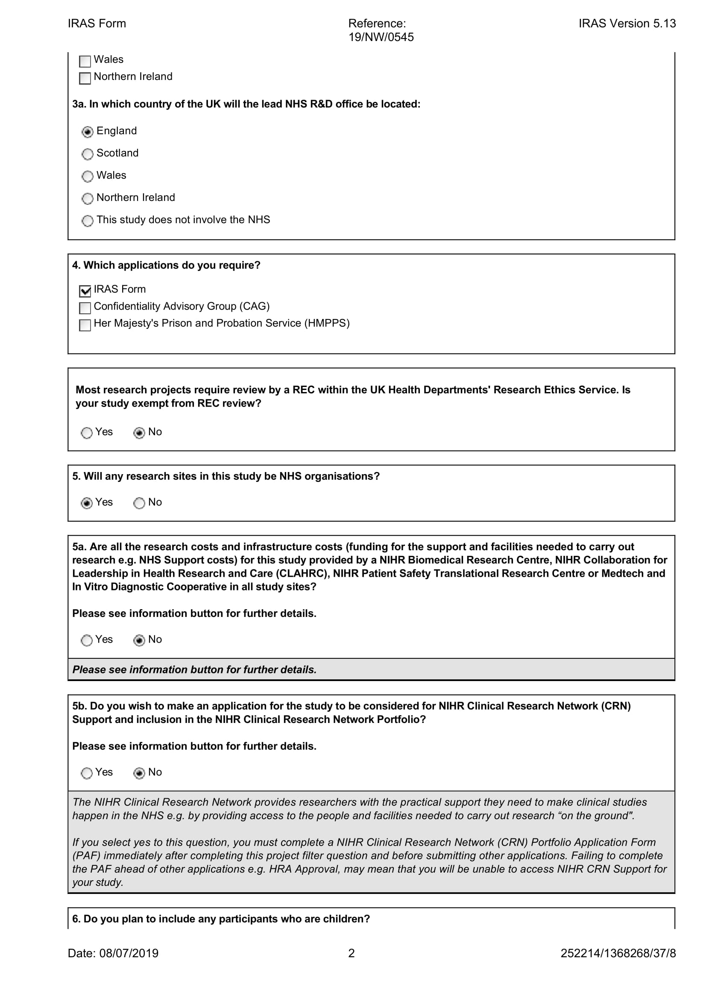 IRAS Form
Reference:
19/NW/0545
IRAS Version 5.13
Wales
Northern Ireland
3a. In which country of the UK will the lead NHS R&D office be located:
England
Scotland
Wales
Northern Ireland
This study does not involve the NHS
4. Which applications do you require?
IRAS Form
Confidentiality Advisory Group (CAG)
Her Majesty's Prison and Probation Service (HMPPS)
Most research projects require review by a REC within the UK Health Departments' Research Ethics Service. Is
your study exempt from REC review?
Yes No
5. Will any research sites in this study be NHS organisations?
Yes No
5a. Are all the research costs and infrastructure costs (funding for the support and facilities needed to carry out
research e.g. NHS Support costs) for this study provided by a NIHR Biomedical Research Centre, NIHR Collaboration for
Leadership in Health Research and Care (CLAHRC), NIHR Patient Safety Translational Research Centre or Medtech and
In Vitro Diagnostic Cooperative in all study sites?
Please see information button for further details.
Yes No
Please see information button for further details.
5b. Do you wish to make an application for the study to be considered for NIHR Clinical Research Network (CRN)
Support and inclusion in the NIHR Clinical Research Network Portfolio?
Please see information button for further details.
Yes No
The NIHR Clinical Research Network provides researchers with the practical support they need to make clinical studies
happen in the NHS e.g. by providing access to the people and facilities needed to carry out research “on the ground".
If you select yes to this question, you must complete a NIHR Clinical Research Network (CRN) Portfolio Application Form
(PAF) immediately after completing this project filter question and before submitting other applications. Failing to complete
the PAF ahead of other applications e.g. HRA Approval, may mean that you will be unable to access NIHR CRN Support for
your study.
6. Do you plan to include any participants who are children?
Date: 08/07/2019
2
252214/1368268/37/8